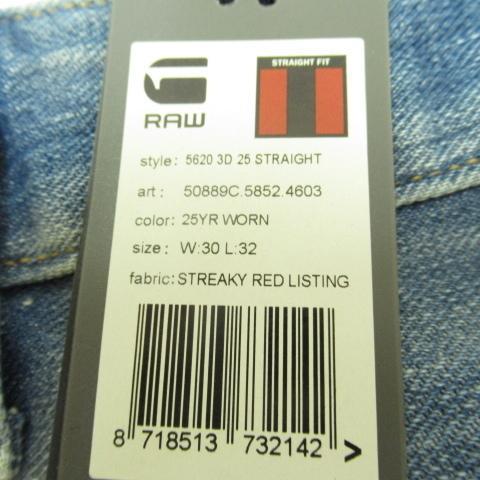 STRAIGHT FIT
RAW
style: 5620 3D 25 STRAIGHT
art: 50889C.5852.4603
color: 25YR WORN
size: W:30 L:32
fabric: STREAKY RED LISTING
8 718513 732142 >